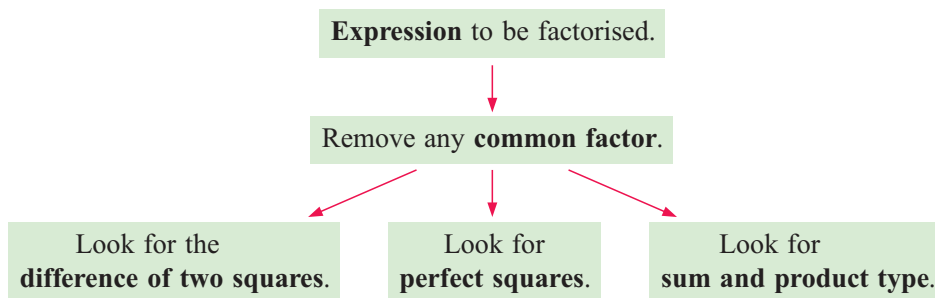 Expression to be factorised.
Remove any common factor.
Look for the
difference of two squares.
Look for
perfect squares.
Look for
sum and product type.